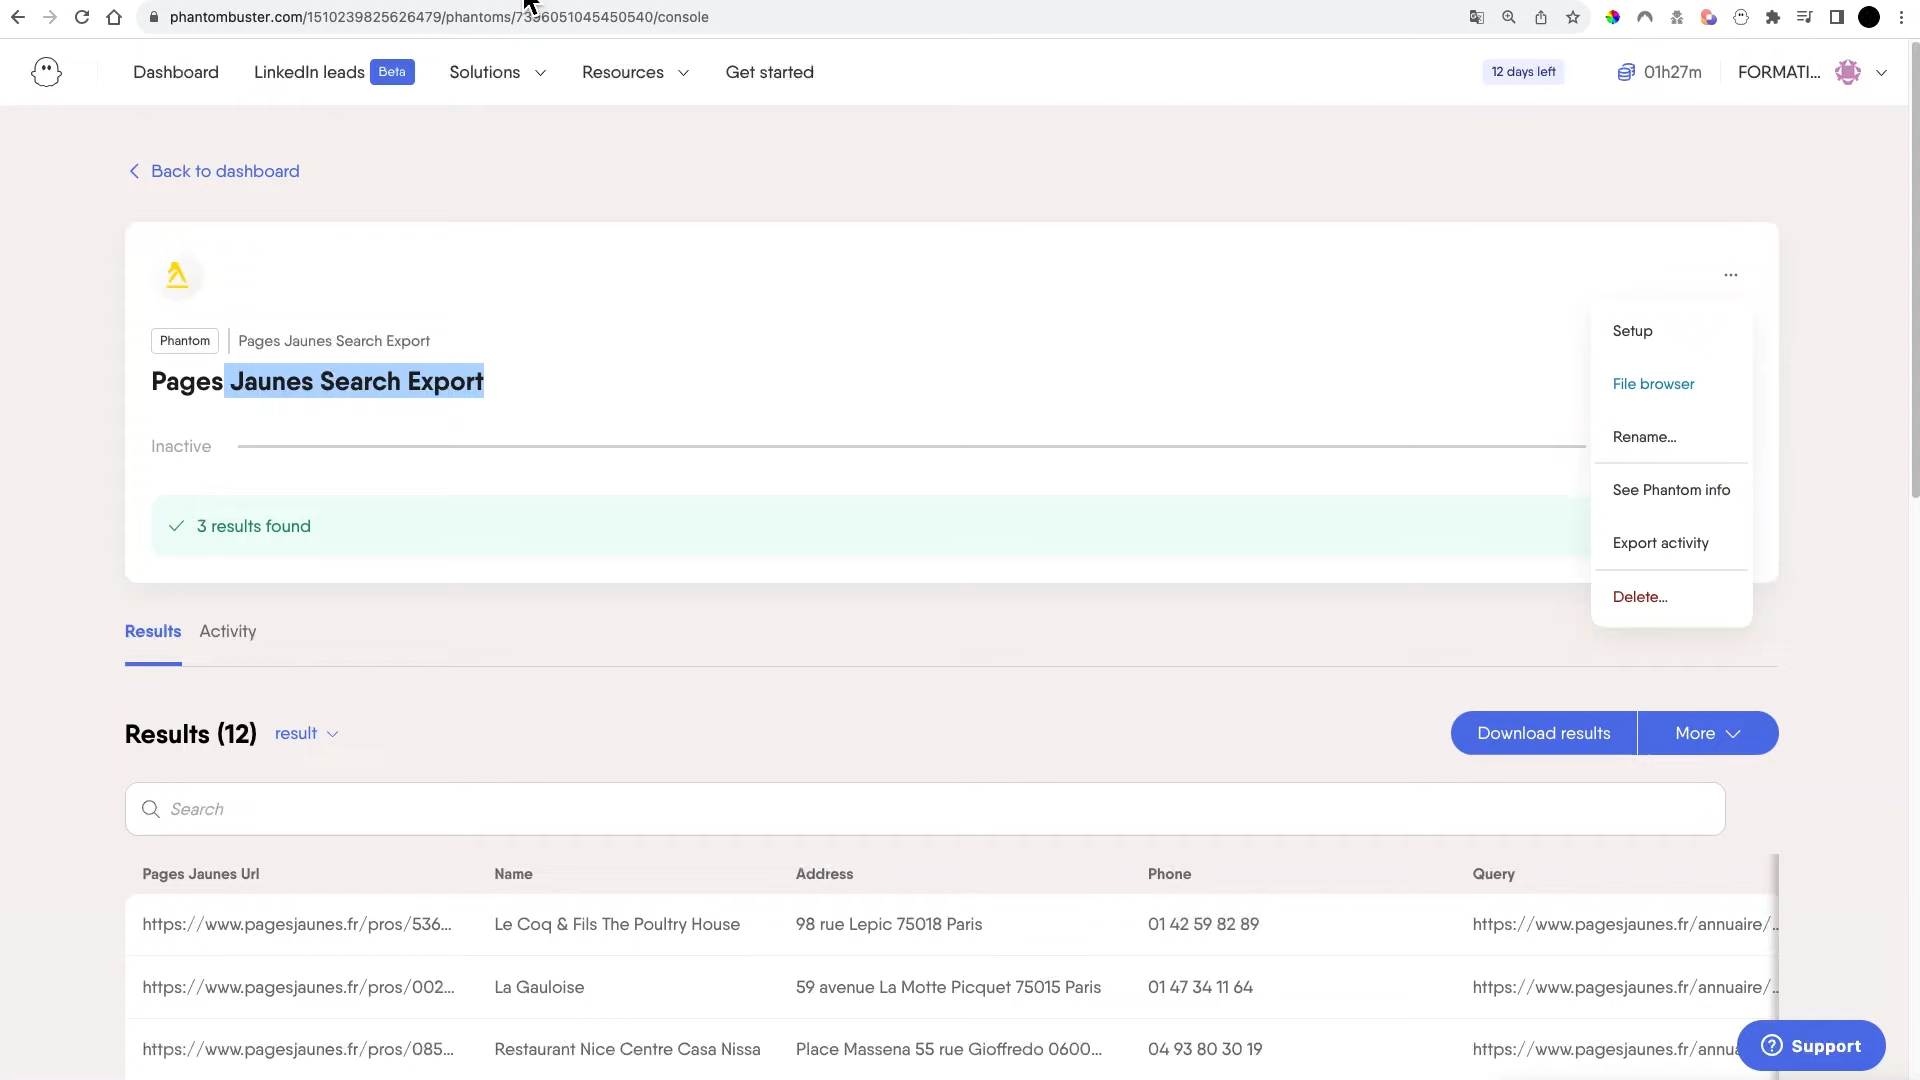 phantombuster.com/1510239825626479/phantoms/7396051045450540/console
Dashboard
LinkedIn leads Beta
Solutions
Resources
Get started
12 days left
01h27m
FORMATI...
Back to dashboard
Phantom
Pages Jaunes Search Export
Pages Jaunes Search Export
Inactive
3 results found
Setup
File browser
Rename...
See Phantom info
Export activity
Delete...
Results Activity
Results (12) result
Download results
More
Search
Pages Jaunes Url Name Address Phone Query
https://www.pagesjaunes.fr/pros/536... Le Coq & Fils The Poultry House 98 rue Lepic 75018 Paris 01 42 59 82 89 https://www.pagesjaunes.fr/annuaire/...
https://www.pagesjaunes.fr/pros/002... La Gauloise 59 avenue La Motte Picquet 75015 Paris 01 47 34 11 64 https://www.pagesjaunes.fr/annuaire/...
https://www.pagesjaunes.fr/pros/085... Restaurant Nice Centre Casa Nissa Place Massena 55 rue Gioffredo 0600... 04 93 80 30 19 https://www.pagesjaunes.fr/annua
Support